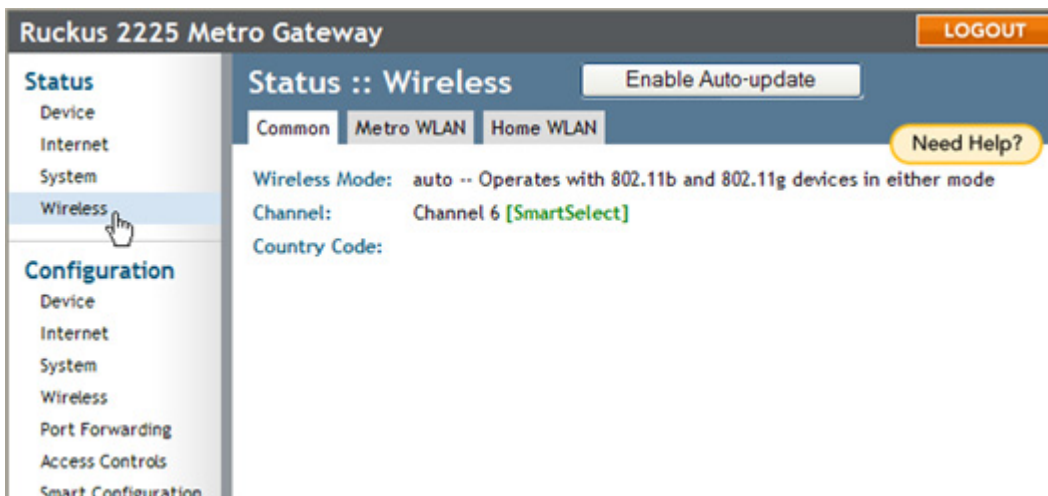 Ruckus 2225 Metro Gateway
LOGOUT
Status
Device
Internet
System
Wireless
Configuration
Device
Internet
System
Wireless
Port Forwarding
Access Controls
Smart Configuration
Status :: Wireless
Enable Auto-update
Common
Metro WLAN
Home WLAN
Need Help?
Wireless Mode: auto -- Operates with 802.11b and 802.11g devices in either mode
Channel: Channel 6 [SmartSelect]
Country Code: